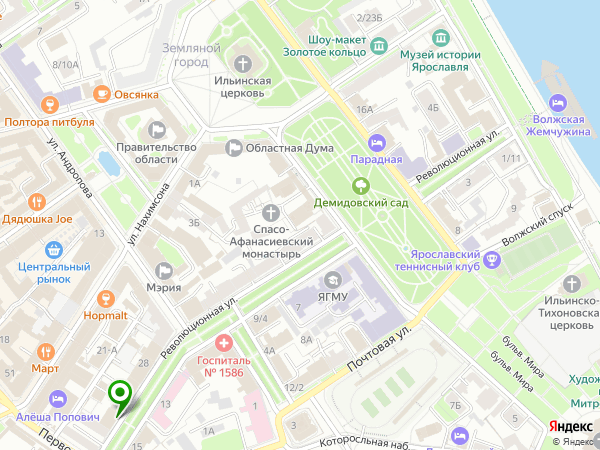 2/23Б
Шоу-макет
Золотое кольцо
Музей истории
Ярославля
8/10А
Земляной
город
Ильинская
церковь
Овсянка
Полтора питбуля
16А
4Б
Волжская
Жемчужина
Правительство
области
Областная Дума
Парадная
Революционная ул.
1/11
ул. Андропова
1А
1А
3
8
9
Демидовский сад
Волжский спуск
ул. Нахимсона
Дядюшка Joe
3Б
Спасо-
Афанасиевский
монастырь
Центральный
рынок
Мэрия
Ярославский
теннисный клуб
ЯГМУ
7
Ильинско-
Тихоновская
церковь
13
Hopmalt
Революционная ул.
9/4
8А
Почтовая ул.
бульв. Мира
21-А
28
4А
Госпиталь
№ 1586
Март
51
12/2
бульв. Мира
Худож
Митро
Алёша Попович
13
7Б
Перво
15
Которосльная наб.
Яндекс